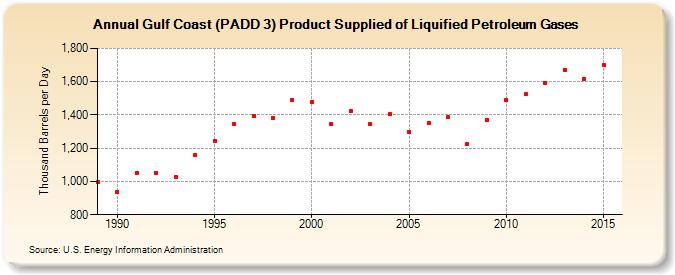 Annual Gulf Coast (PADD 3) Product Supplied of Liquified Petroleum Gases
Thousand Barrels per Day
1,800
1,600
1,400
1,200
1,000
800
1990 1995 2000 2005 2010 2015
Source: U.S. Energy Information Administration